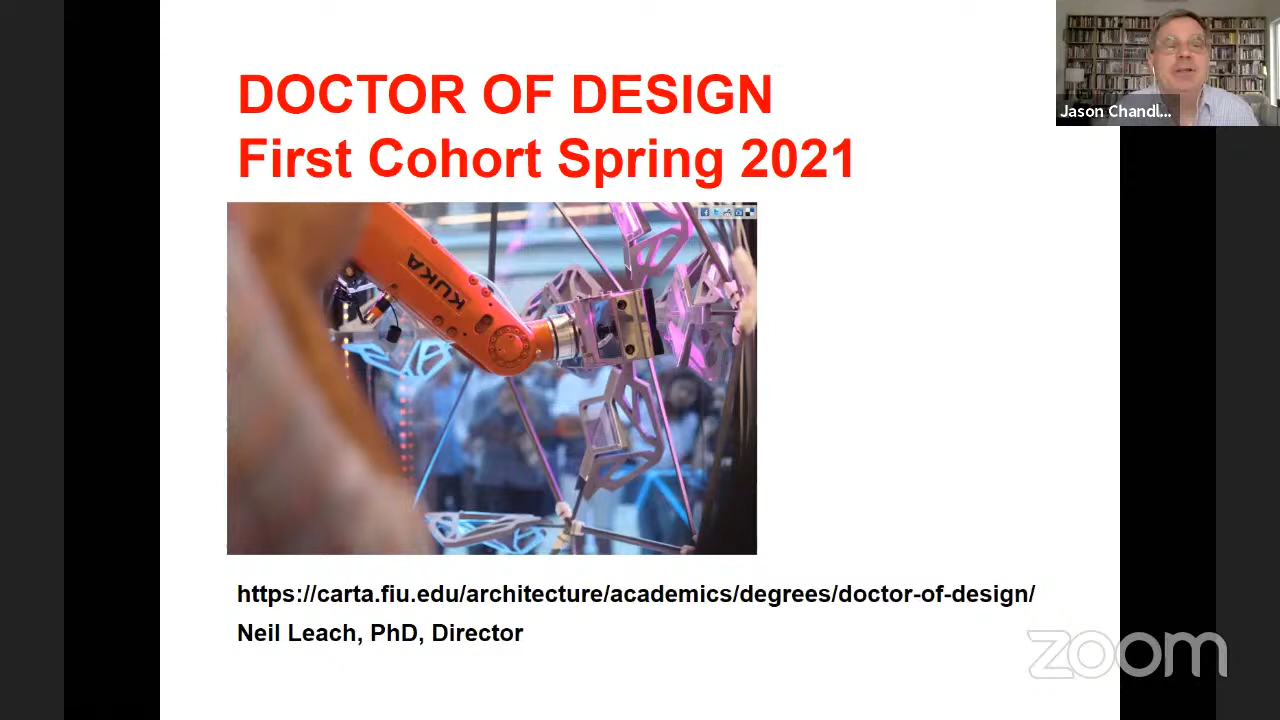 DOCTOR OF DESIGN
First Cohort Spring 2021
Jason Chandl...
KUKA
https://carta.fiu.edu/architecture/academics/degrees/doctor-of-design/
Neil Leach, PhD, Director
zoom